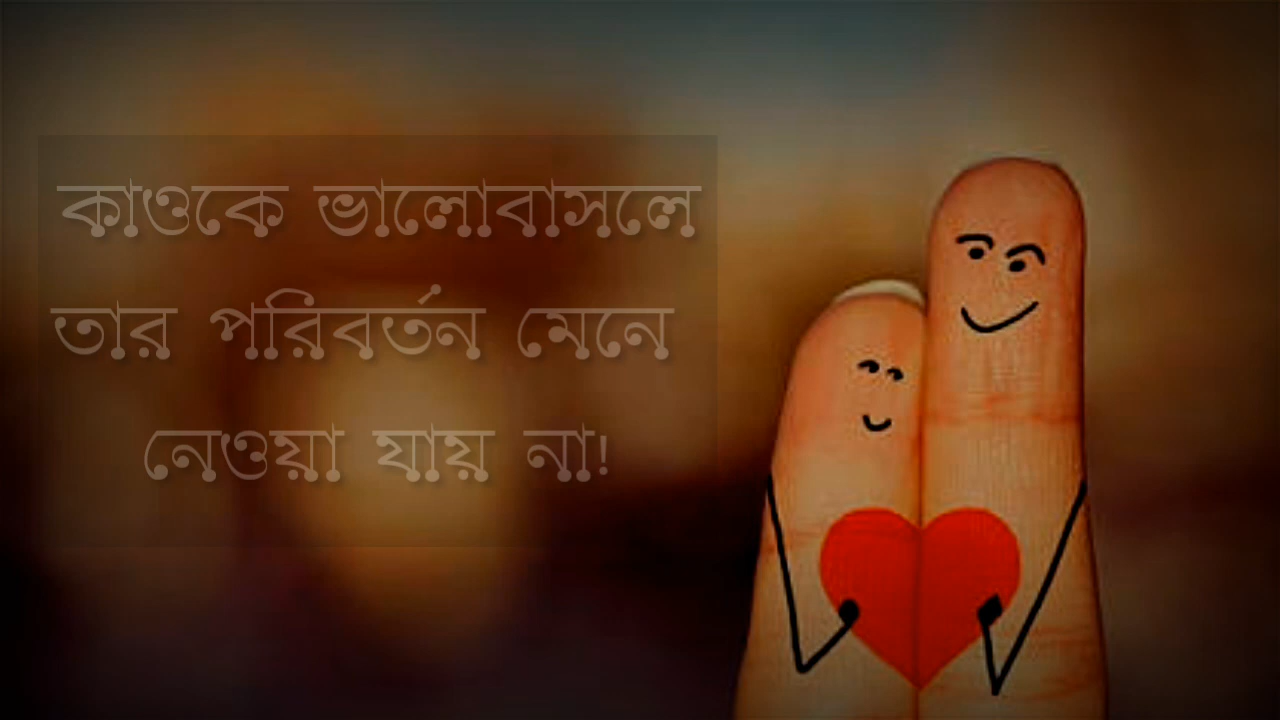 কাওকে ভালোবাসলে
তার পরিবর্তন মেনে
নেওয়া যায় না!